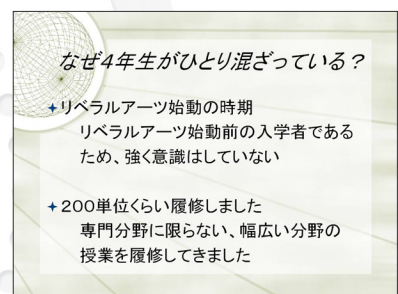 なぜ4年生がひとり混ざっている？
リベラルアーツ始動の時期
リベラルアーツ始動前の入学者である
ため、強く意識はしていない
200単位くらい履修しました
専門分野に限らない、幅広い分野の
授業を履修してきました